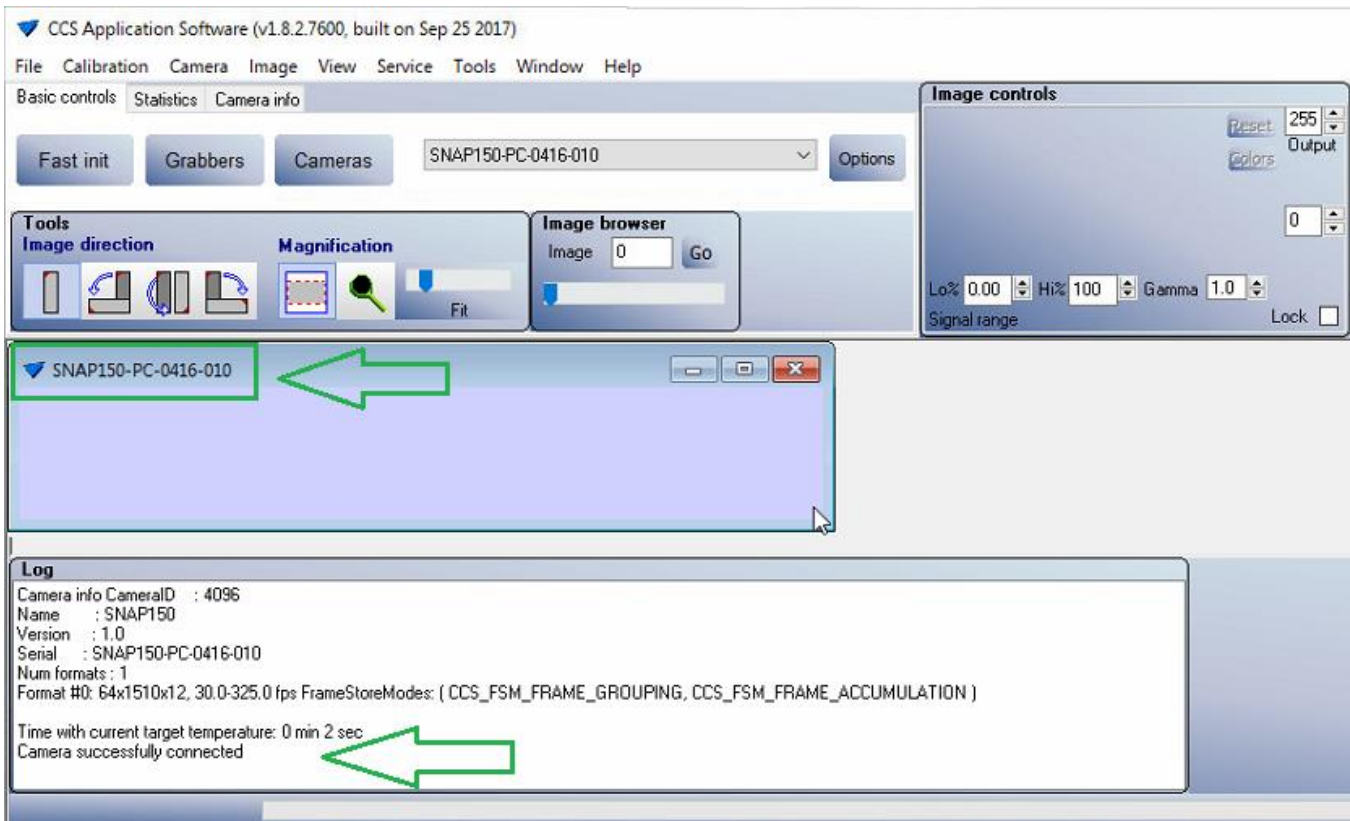 CCS Application Software (v1.8.2.7600, built on Sep 25 2017)
File Calibration Camera Image View Service Tools Window Help
Basic controls Statistics Camera info
Fast init Grabbers Cameras SNAP150-PC-0416-010 Options
Tools
Image direction Magnification
Fit
Image browser
Image 0 Go
Image controls
Reset 255
Output
Colors
0
Lo% 0.00 Hi% 100 Gamma 1.0
Signal range Lock
SNAP150-PC-0416-010
Log
Camera info CameraID : 4096
Name : SNAP150
Version : 1.0
Serial : SNAP150-PC-0416-010
Num formats : 1
Format #0: 64x1510x12, 30.0-325.0 fps FrameStoreModes: ( CCS_FSM_FRAME_GROUPING, CCS_FSM_FRAME_ACCUMULATION )
Time with current target temperature: 0 min 2 sec
Camera successfully connected